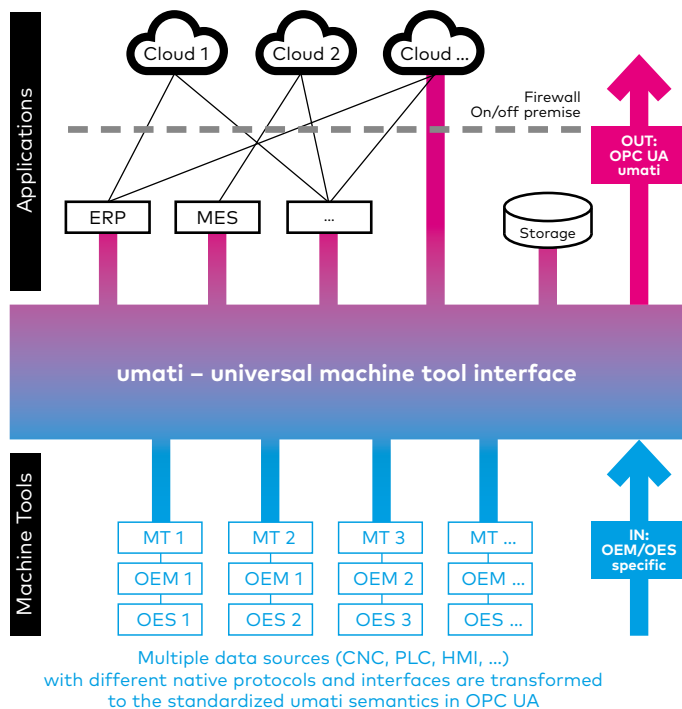 Applications
Cloud 1
Cloud 2
Cloud ...
Firewall
On/off premise
OUT:
OPC UA
umati
ERP
MES
...
Storage
umati – universal machine tool interface
Machine Tools
MT 1
MT 2
MT 3
MT ...
OEM 1
OEM 1
OEM 2
OEM ...
OES 1
OES 2
OES 3
OES ...
IN:
OEM/OES
specific
Multiple data sources (CNC, PLC, HMI, ...)
with different native protocols and interfaces are transformed
to the standardized umati semantics in OPC UA